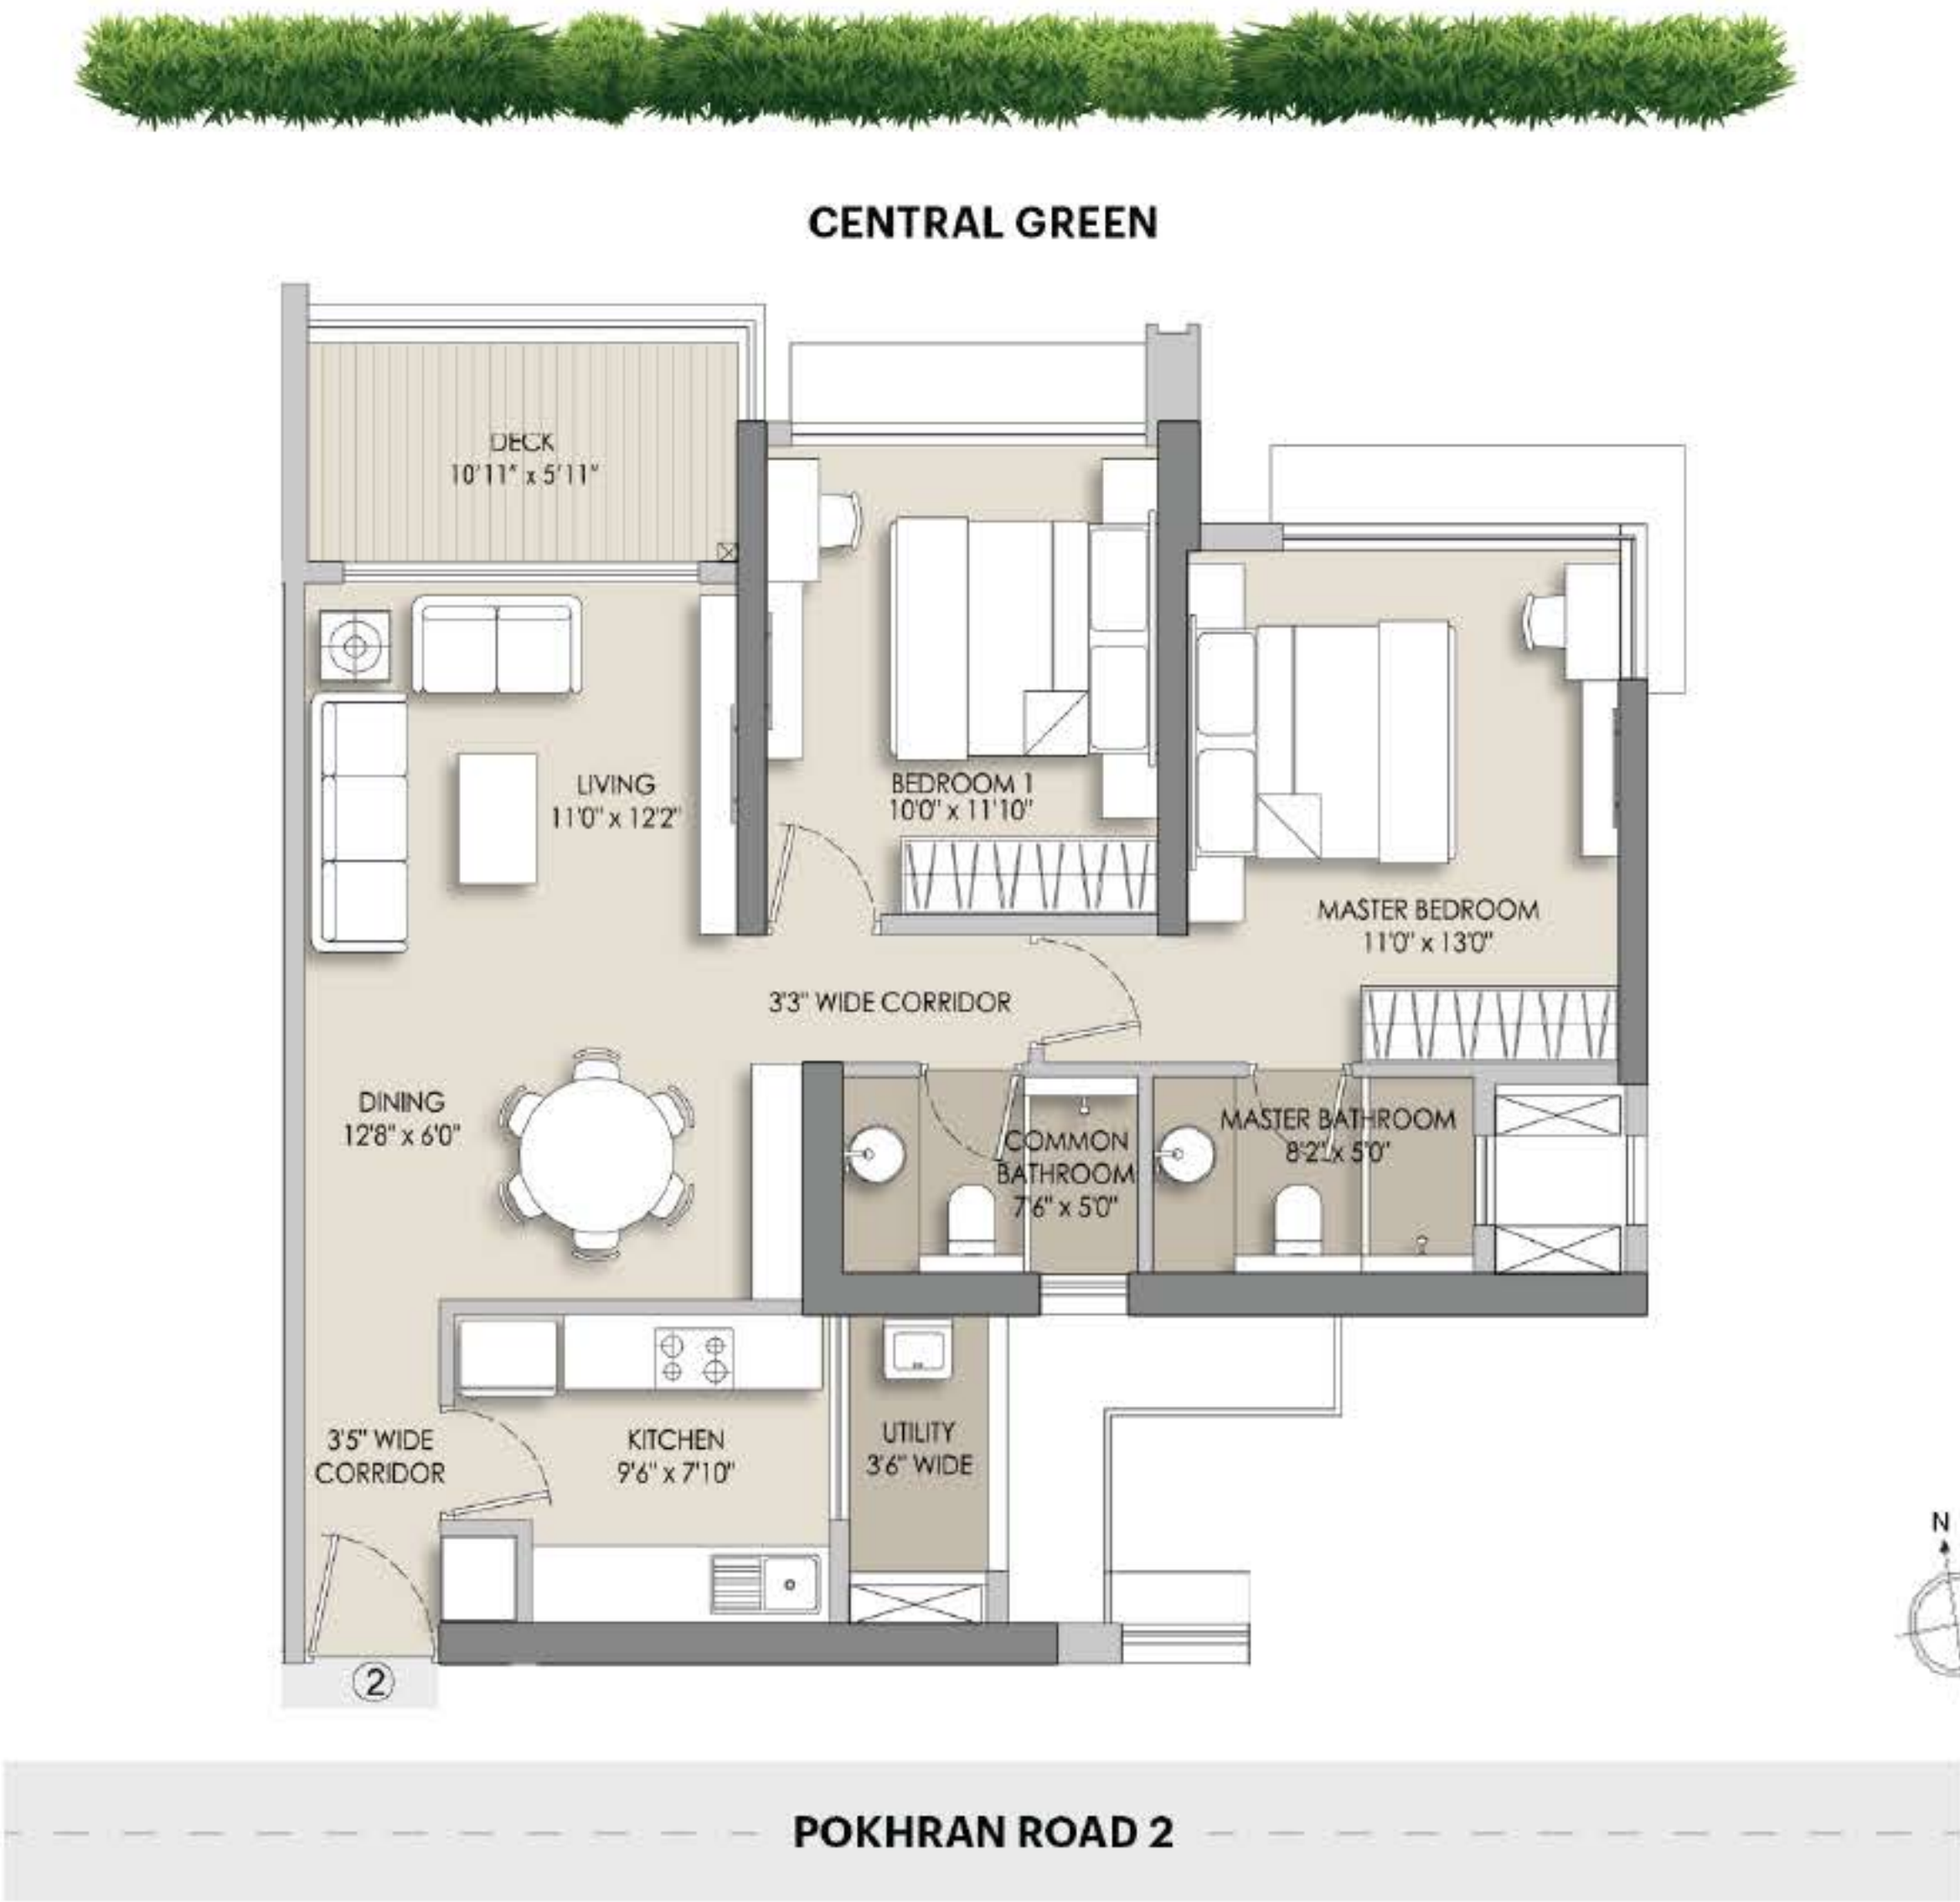 CENTRAL GREEN
DECK
10'11" x 5'11"
LIVING
11'0" x 12'2"
BEDROOM 1
10'0" x 11'10"
MASTER BEDROOM
11'0" x 13'0"
3'3" WIDE CORRIDOR
DINING
12'8" x 6'0"
COMMON
BATHROOM
7'6" x 5'0"
MASTER BATHROOM
8'2" x 5'0"
3'5" WIDE
CORRIDOR
KITCHEN
9'6" x 7'10"
UTILITY
3'6" WIDE
N
2
POKHRAN ROAD 2